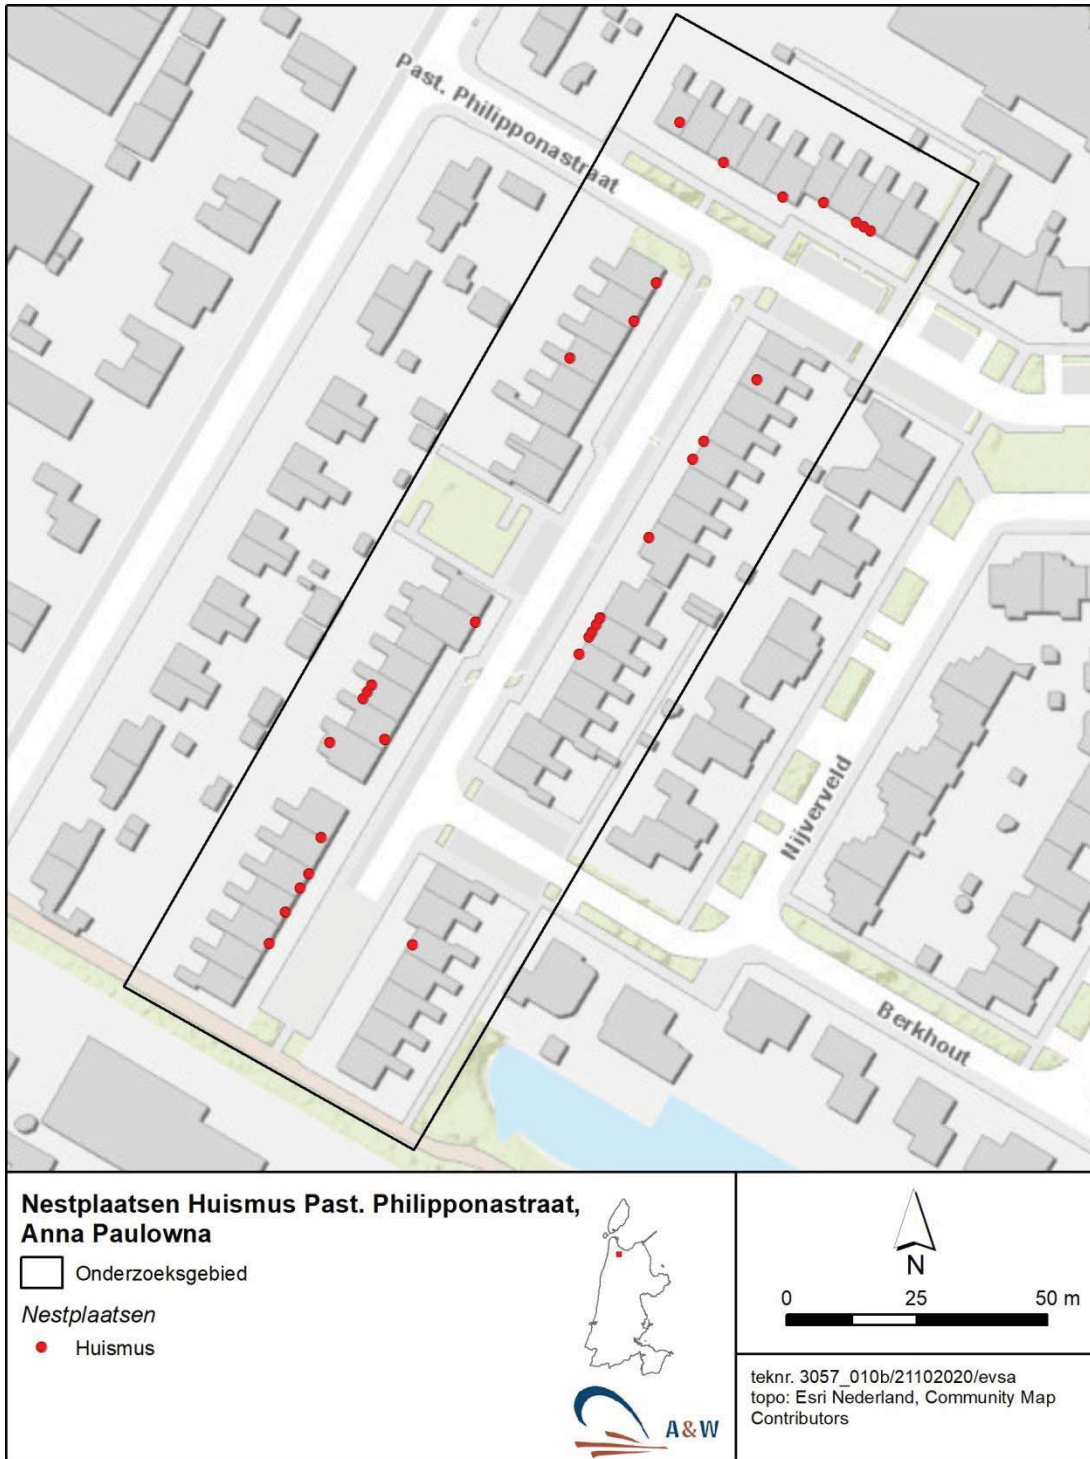 Past. Philipponastraat
Nijverveld
Berkhout
Nestplaatsen Huismus Past. Philipponastraat,
Anna Paulowna
Onderzoeksgebied
Nestplaatsen
Huismus
A&W
N
0 25 50 m
teknr. 3057_010b/21102020/evsa
topo: Esri Nederland, Community Map
Contributors